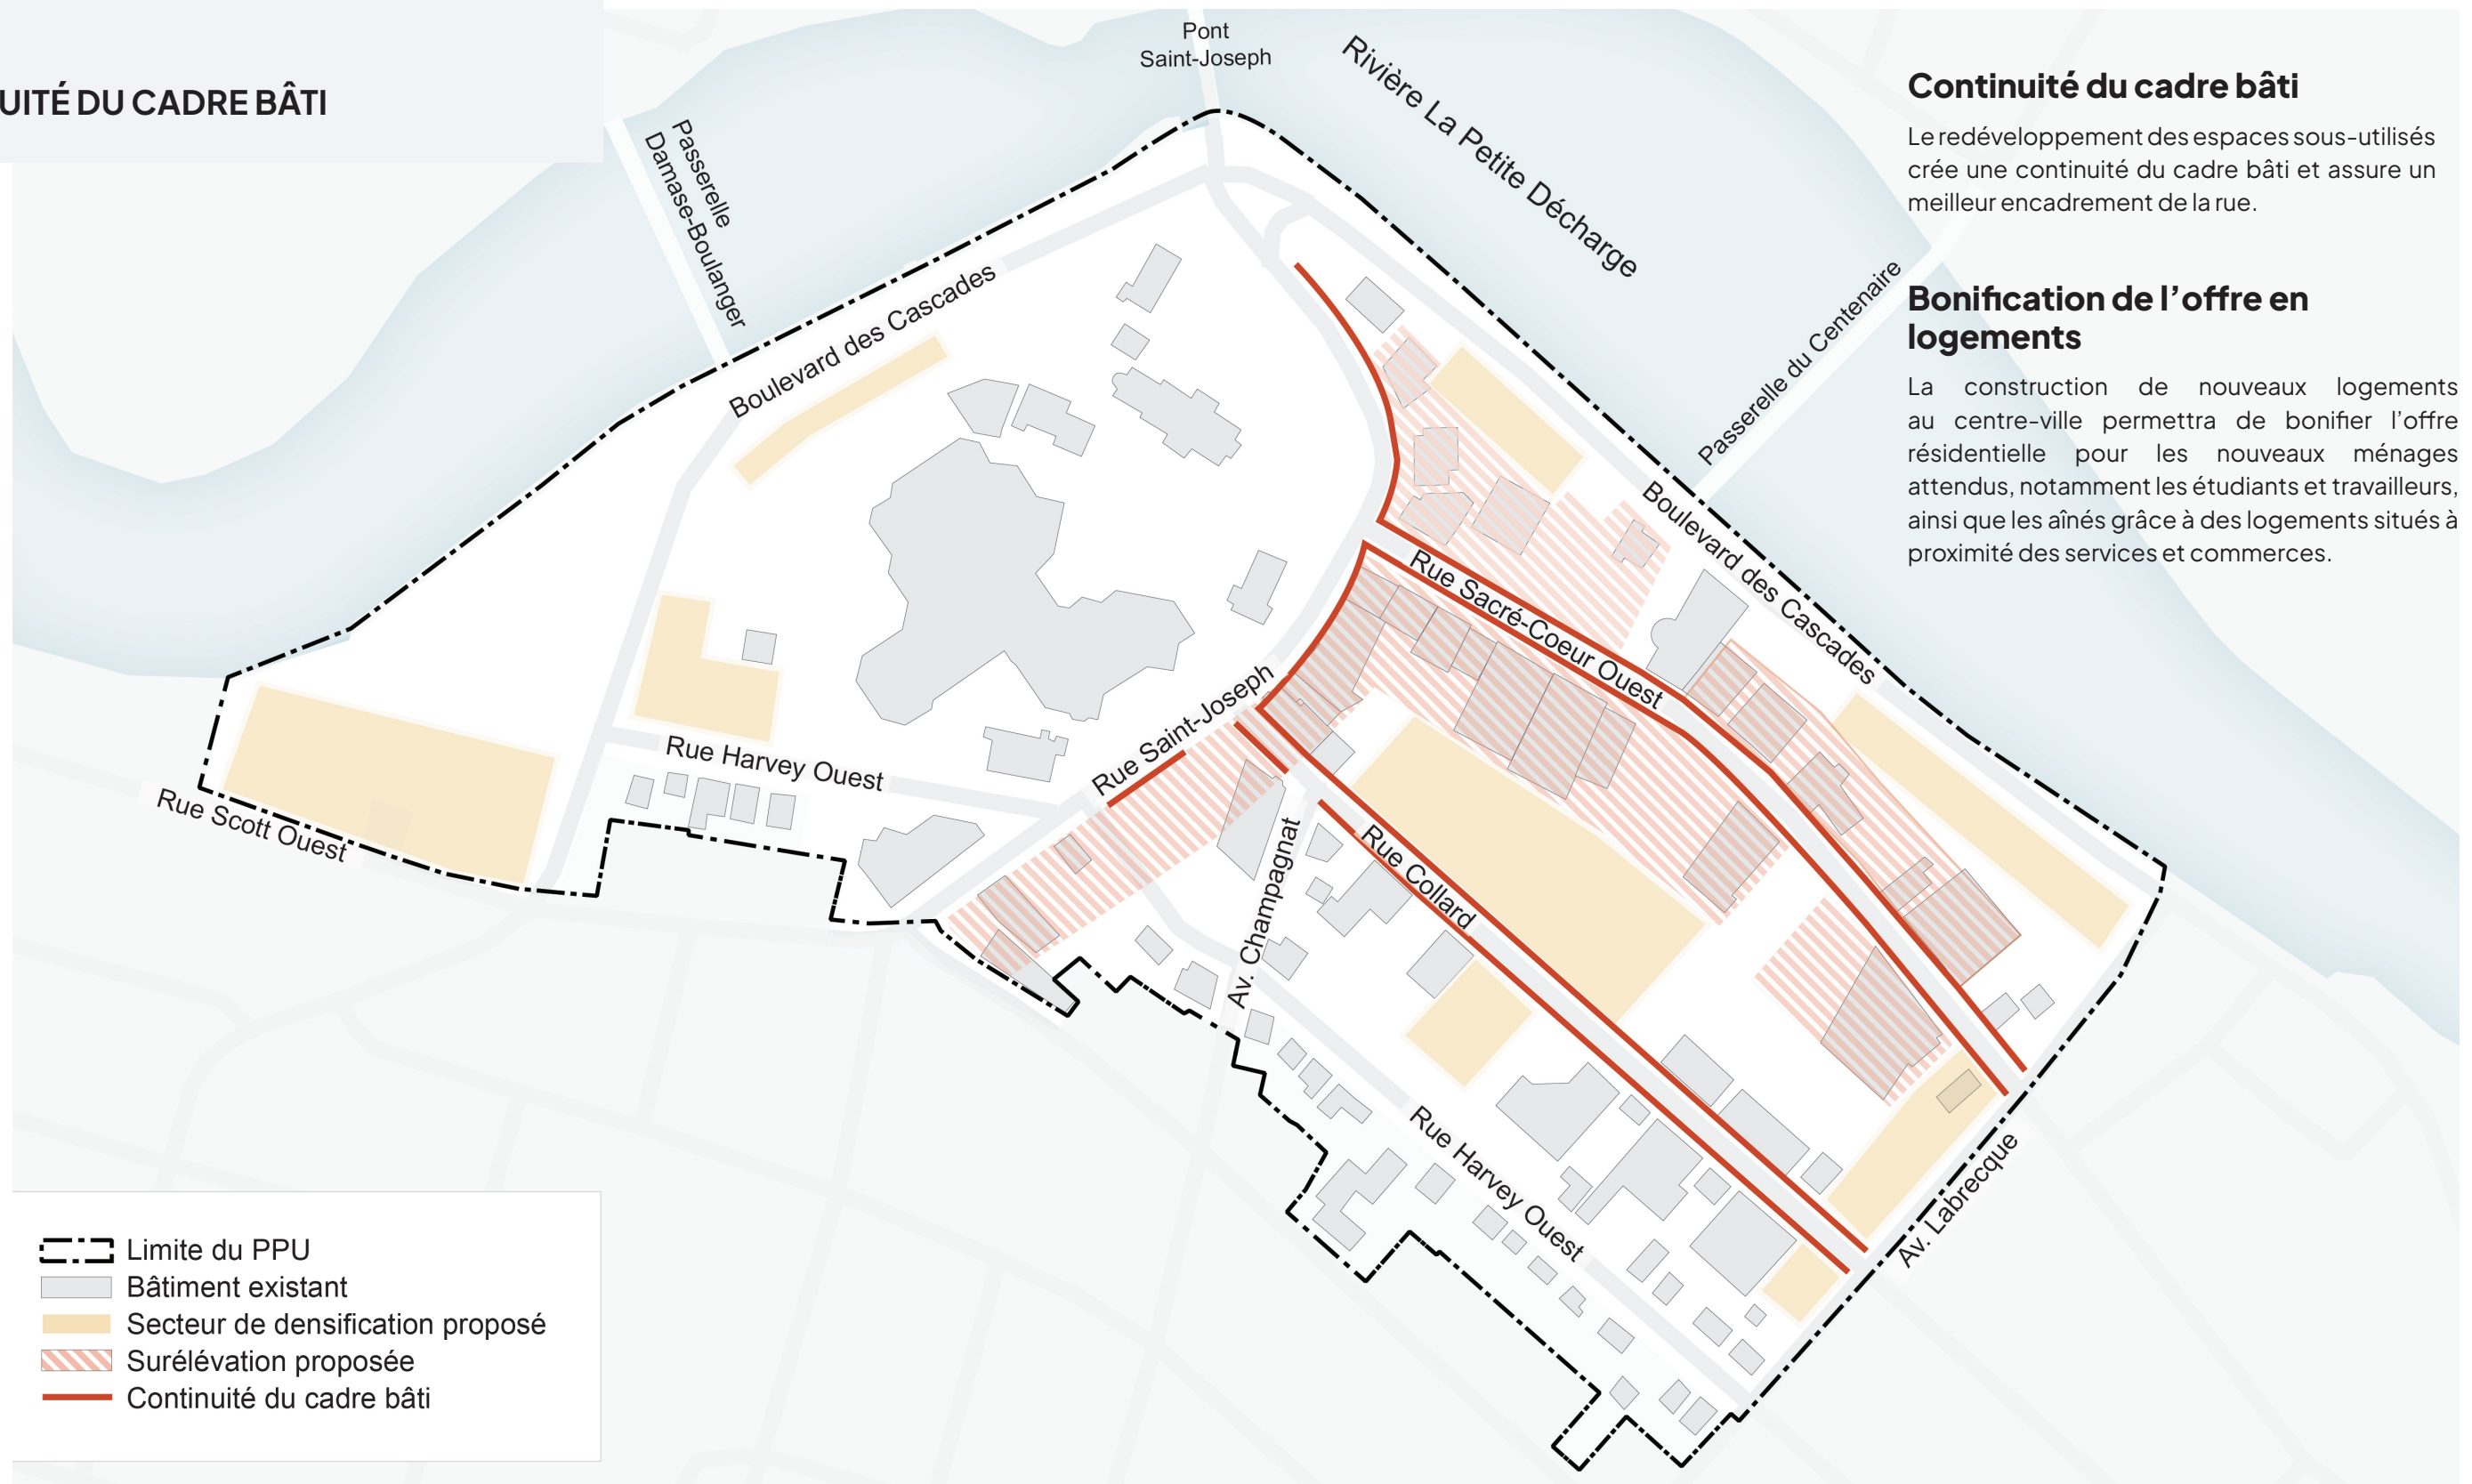 UITÉ DU CADRE BÂTI
Pont
Saint-Joseph
Rivière La Petite Décharge
Passerelle
Damase-Boulanger
Boulevard des Cascades
Passerelle du Centenaire
Boulevard des Cascades
Rue Sacré-Coeur Ouest
Rue Saint-Joseph
Rue Harvey Ouest
Rue Scott Ouest
Av. Champagnat
Rue Collard
Rue Harvey Ouest
Av. Labrecque
Continuité du cadre bâti
Le redéveloppement des espaces sous-utilisés
crée une continuité du cadre bâti et assure un
meilleur encadrement de la rue.
Bonification de l’offre en
logements
La construction de nouveaux logements
au centre-ville permettra de bonifier l’offre
résidentielle pour les nouveaux ménages
attendus, notamment les étudiants et travailleurs,
ainsi que les aînés grâce à des logements situés à
proximité des services et commerces.
Limite du PPU
Bâtiment existant
Secteur de densification proposé
Surélévation proposée
Continuité du cadre bâti